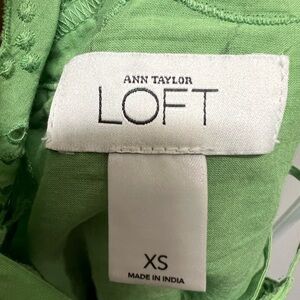 ANN TAYLOR
LOFT
XS
MADE IN INDIA